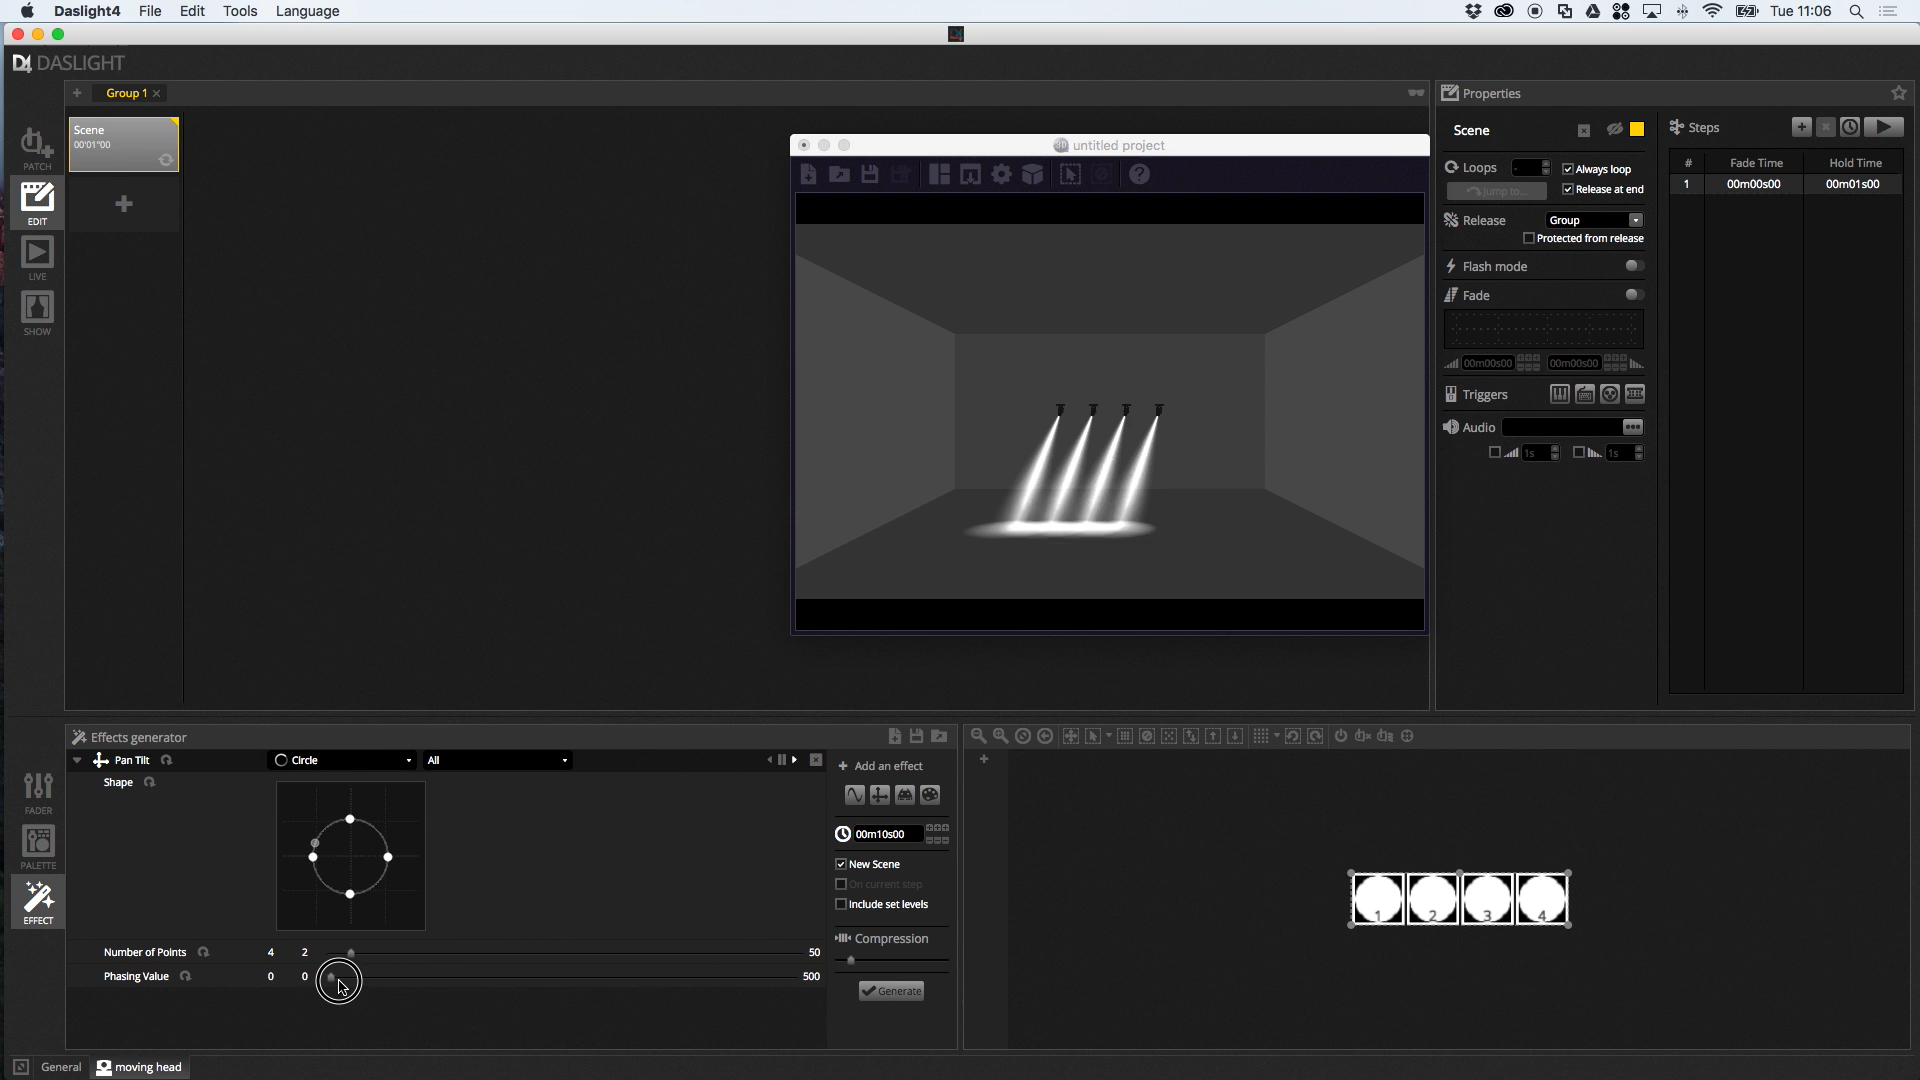 Daslight4 File Edit Tools Language
Tue 11:06
D4 DASLIGHT
Group 1
Properties
PATCH
EDIT
LIVE
SHOW
Scene
00'01"00
untitled project
Scene
Loops
-
Always loop
Jump to...
Release at end
Release
Group
Protected from release
Flash mode
Fade
00m00s00
00m00s00
Triggers
Audio
1s
1s
Steps
# Fade Time Hold Time
1 00m00s00 00m01s00
Effects generator
Pan Tilt
Circle
All
Shape
Number of Points 4 2 50
Phasing Value 0 0 500
Add an effect
00m10s00
New Scene
On current step
Include set levels
Compression
Generate
1 2 3 4
FADER
PALETTE
EFFECT
General moving head